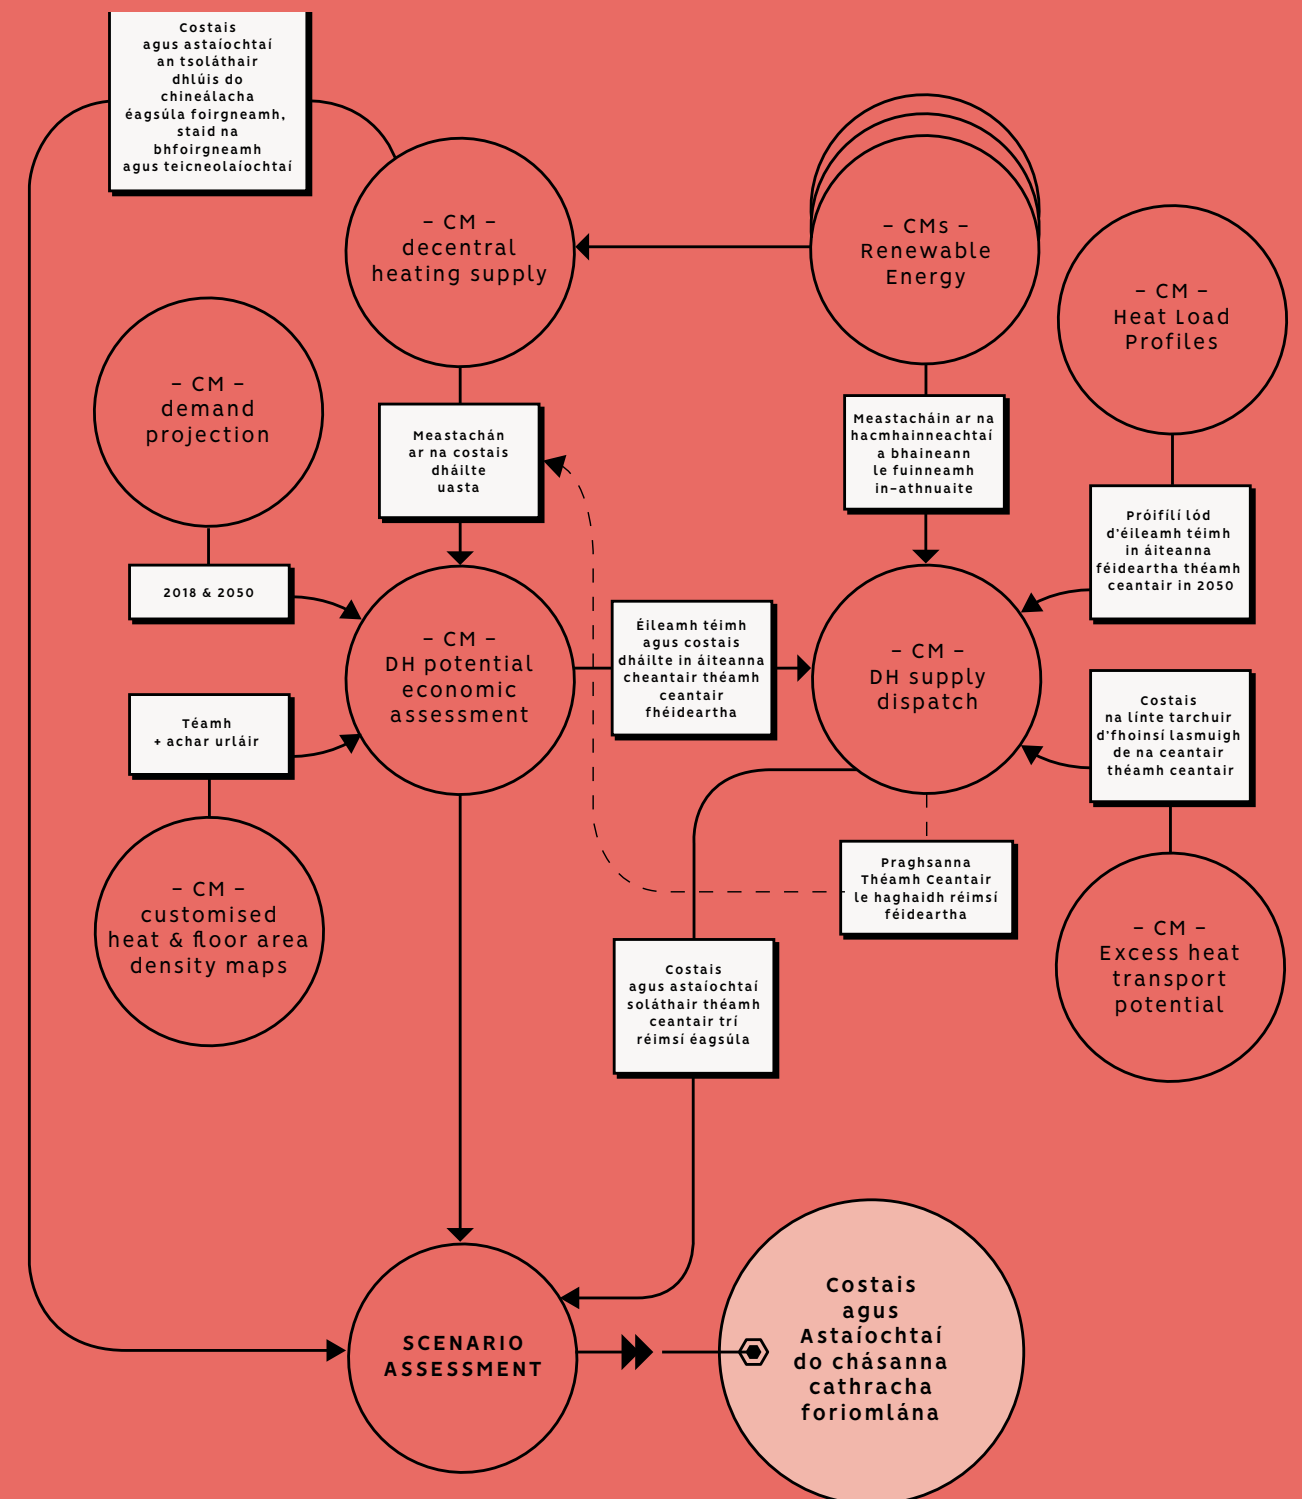 Costais
agus astaíochtaí
an tsoláthair
dhlúis do
chineálacha
éagsúla foirgneamh,
staid na
bhfoirgneamh
agus teicneolaíochtaí
– CM –
decentral
heating supply
– CMs –
Renewable
Energy
– CM –
Heat Load
Profiles
– CM –
demand
projection
Meastachán
ar na costais
dháilte
uasta
Meastacháin ar na
hacmhainneachtaí
a bhaineann
le fuinneamh
in-athnuaite
Próifílí lód
d'éileamh téimh
in áiteanna
féideartha théamh
ceantair in 2050
2018 & 2050
– CM –
DH potential
economic
assessment
Éileamh téimh
agus costais
dháilte in áiteanna
cheantair théamh
ceantair
fhéideartha
– CM –
DH supply
dispatch
Costais
na línte tarchuir
d'fhoinsí lasmuigh
de na ceantair
théamh ceantair
Téamh
+ achar urláir
– CM –
customised
heat & floor area
density maps
Praghsanna
Théamh Ceantair
le haghaidh réimsí
féideartha
– CM –
Excess heat
transport
potential
Costais
agus astaíochtaí
soláthair théamh
ceantair trí
réimsí éagsúla
SCENARIO
ASSESSMENT
Costais
agus
Astaíochtaí
do chásanna
cathracha
foriomlána